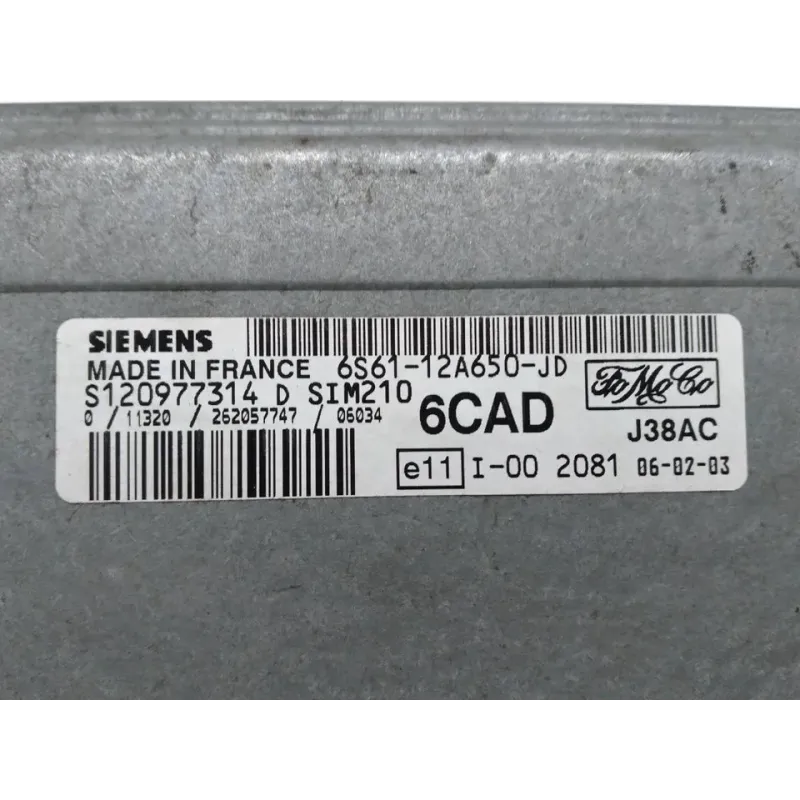 SIEMENS
MADE IN FRANCE 6S61-12A650-JD
S120977314 D SIM210
0 / 11320 / 262057747 / 06034
6CAD
FoMoCo
J38AC
e11 I-00 2081 06-02-03